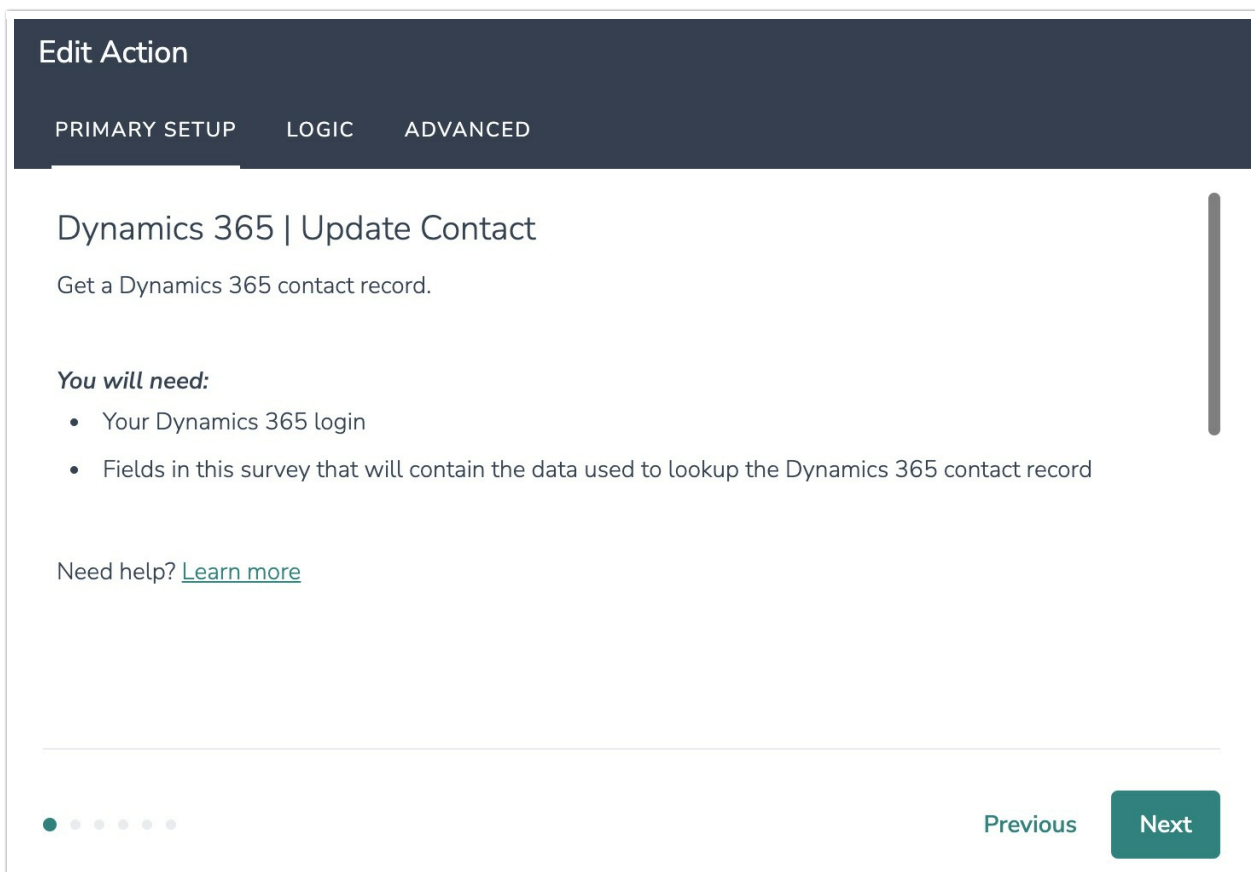 Edit Action
PRIMARY SETUP LOGIC ADVANCED
Dynamics 365 | Update Contact
Get a Dynamics 365 contact record.
You will need:
• Your Dynamics 365 login
• Fields in this survey that will contain the data used to lookup the Dynamics 365 contact record
Need help? Learn more
Previous Next